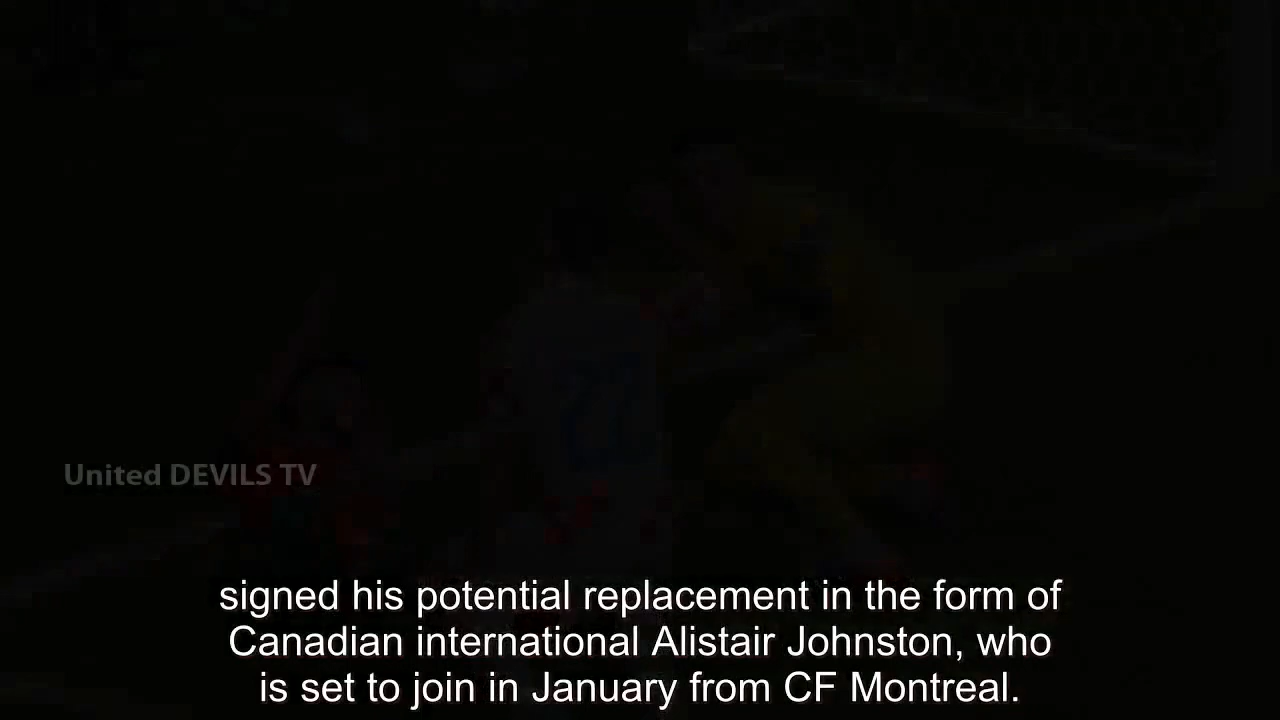 United DEVILS TV
signed his potential replacement in the form of
Canadian international Alistair Johnston, who
is set to join in January from CF Montreal.